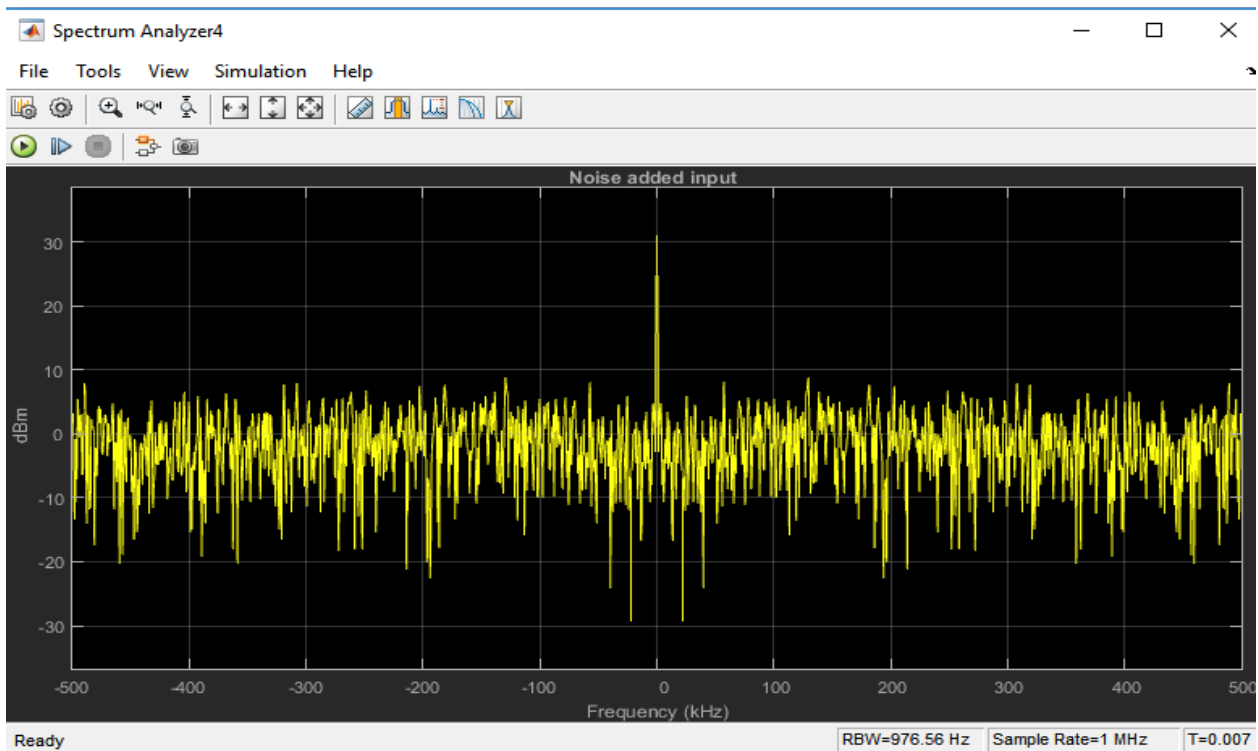 Spectrum Analyzer4
File Tools View Simulation Help
Noise added input
30
20
10
0
-10
-20
-30
dBm
-500 -400 -300 -200 -100 0 100 200 300 400 500
Frequency (kHz)
Ready RBW=976.56 Hz Sample Rate=1 MHz T=0.007